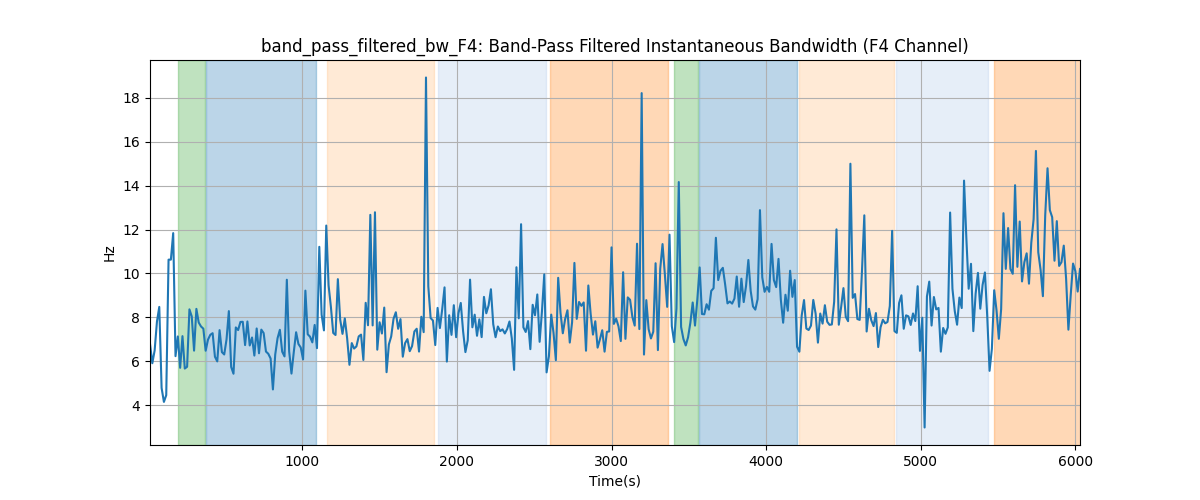 band_pass_filtered_bw_F4: Band-Pass Filtered Instantaneous Bandwidth (F4 Channel)
18
16
14
12
10
8
6
4
Hz
1000 2000 3000 4000 5000 6000
Time(s)